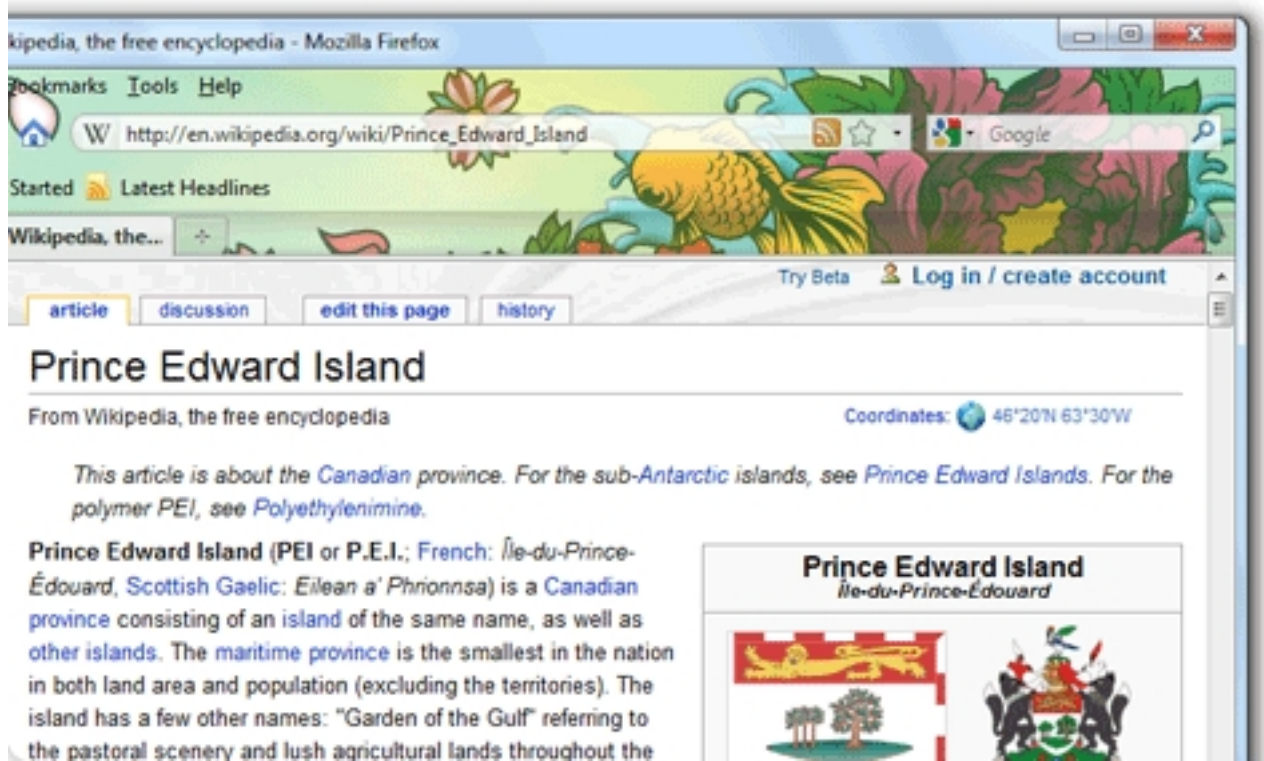 kipedia, the free encyclopedia - Mozilla Firefox
Bookmarks Tools Help
W http://en.wikipedia.org/wiki/Prince_Edward_Island Google
Started Latest Headlines
Wikipedia, the...
Try Beta Log in / create account
article discussion edit this page history
Prince Edward Island
From Wikipedia, the free encyclopedia Coordinates: 46°20′N 63°30′W
This article is about the Canadian province. For the sub-Antarctic islands, see Prince Edward Islands. For the
polymer PEI, see Polyethylenimine.
Prince Edward Island (PEI or P.E.I.; French: Île-du-Prince-
Édouard, Scottish Gaelic: Eilean a' Phrionnsa) is a Canadian
province consisting of an island of the same name, as well as
other islands. The maritime province is the smallest in the nation
in both land area and population (excluding the territories). The
island has a few other names: "Garden of the Gulf" referring to
the pastoral scenery and lush agricultural lands throughout the
Prince Edward Island
Île-du-Prince-Édouard